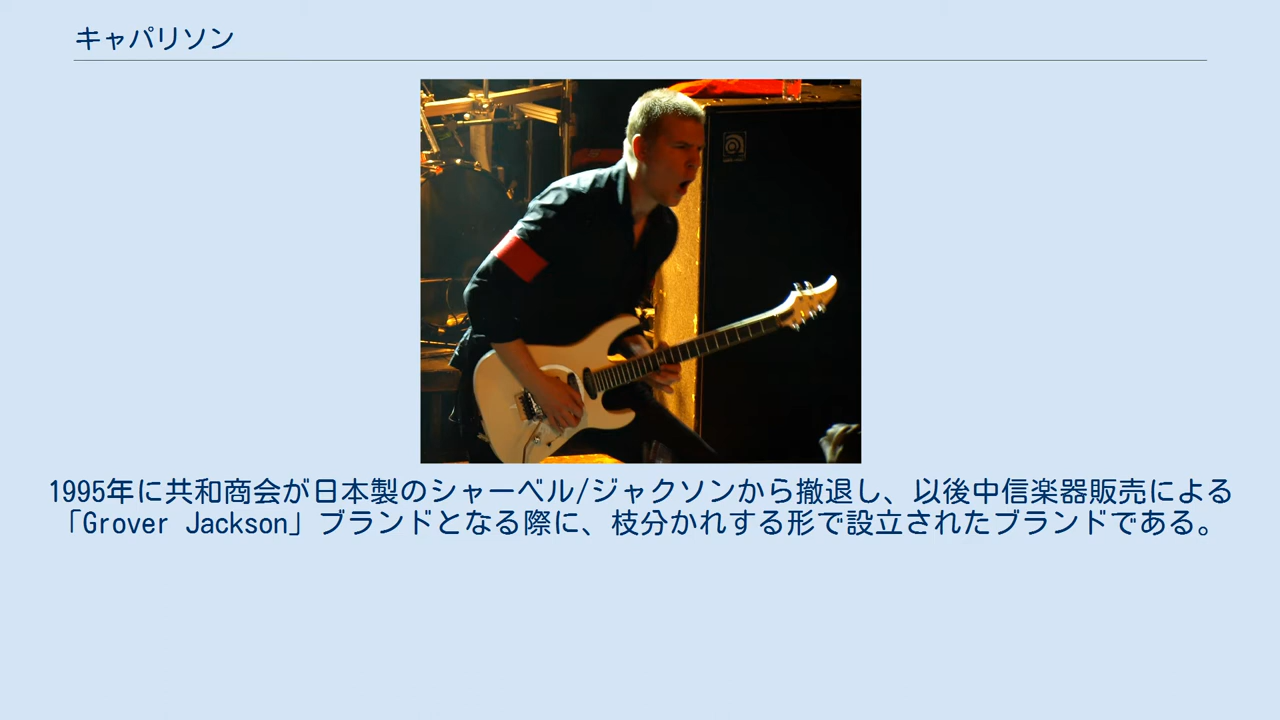 キャパリソン
1995年に共和商会が日本製のシャーベル/ジャクソンから撤退し、以後中信楽器販売による
「Grover Jackson」ブランドとなる際に、枝分かれする形で設立されたブランドである。